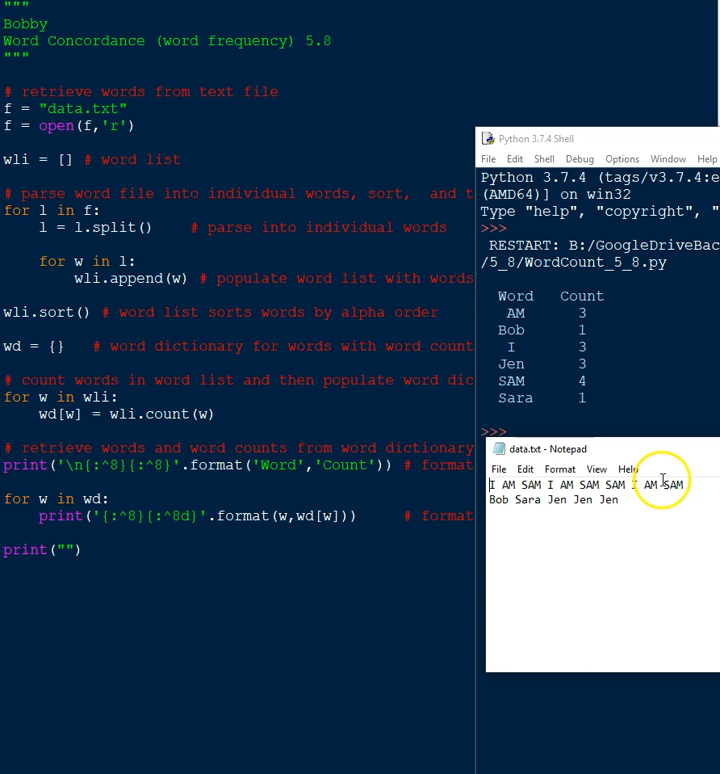 """
Bobby
Word Concordance (word frequency) 5.8
"""
# retrieve words from text file
f = "data.txt"
f = open(f,'r')
wli = [] # word list
# parse word file into individual words, sort,  and t
for l in f:
    l = l.split()    # parse into individual words
    for w in l:
        wli.append(w) # populate word list with words
wli.sort() # word list sorts words by alpha order
wd = {}   # word dictionary for words with word count
# count words in word list and then populate word dic
for w in wli:
    wd[w] = wli.count(w)
# retrieve words and word counts from word dictionary
print('\n{:^8}{:^8}'.format('Word','Count')) # format
for w in wd:
    print('{:^8}{:^8d}'.format(w,wd[w]))     # format
print("")
Python 3.7.4 Shell
File Edit Shell Debug Options Window Help
Python 3.7.4 (tags/v3.7.4:e
(AMD64)] on win32
Type "help", "copyright", "
>>>
RESTART: B:/GoogleDriveBac
/5_8/WordCount_5_8.py
Word Count
AM 3
Bob 1
I 3
Jen 3
SAM 4
Sara 1
>>>
data.txt - Notepad
File Edit Format View Help
I AM SAM I AM SAM SAM I AM SAM
Bob Sara Jen Jen Jen